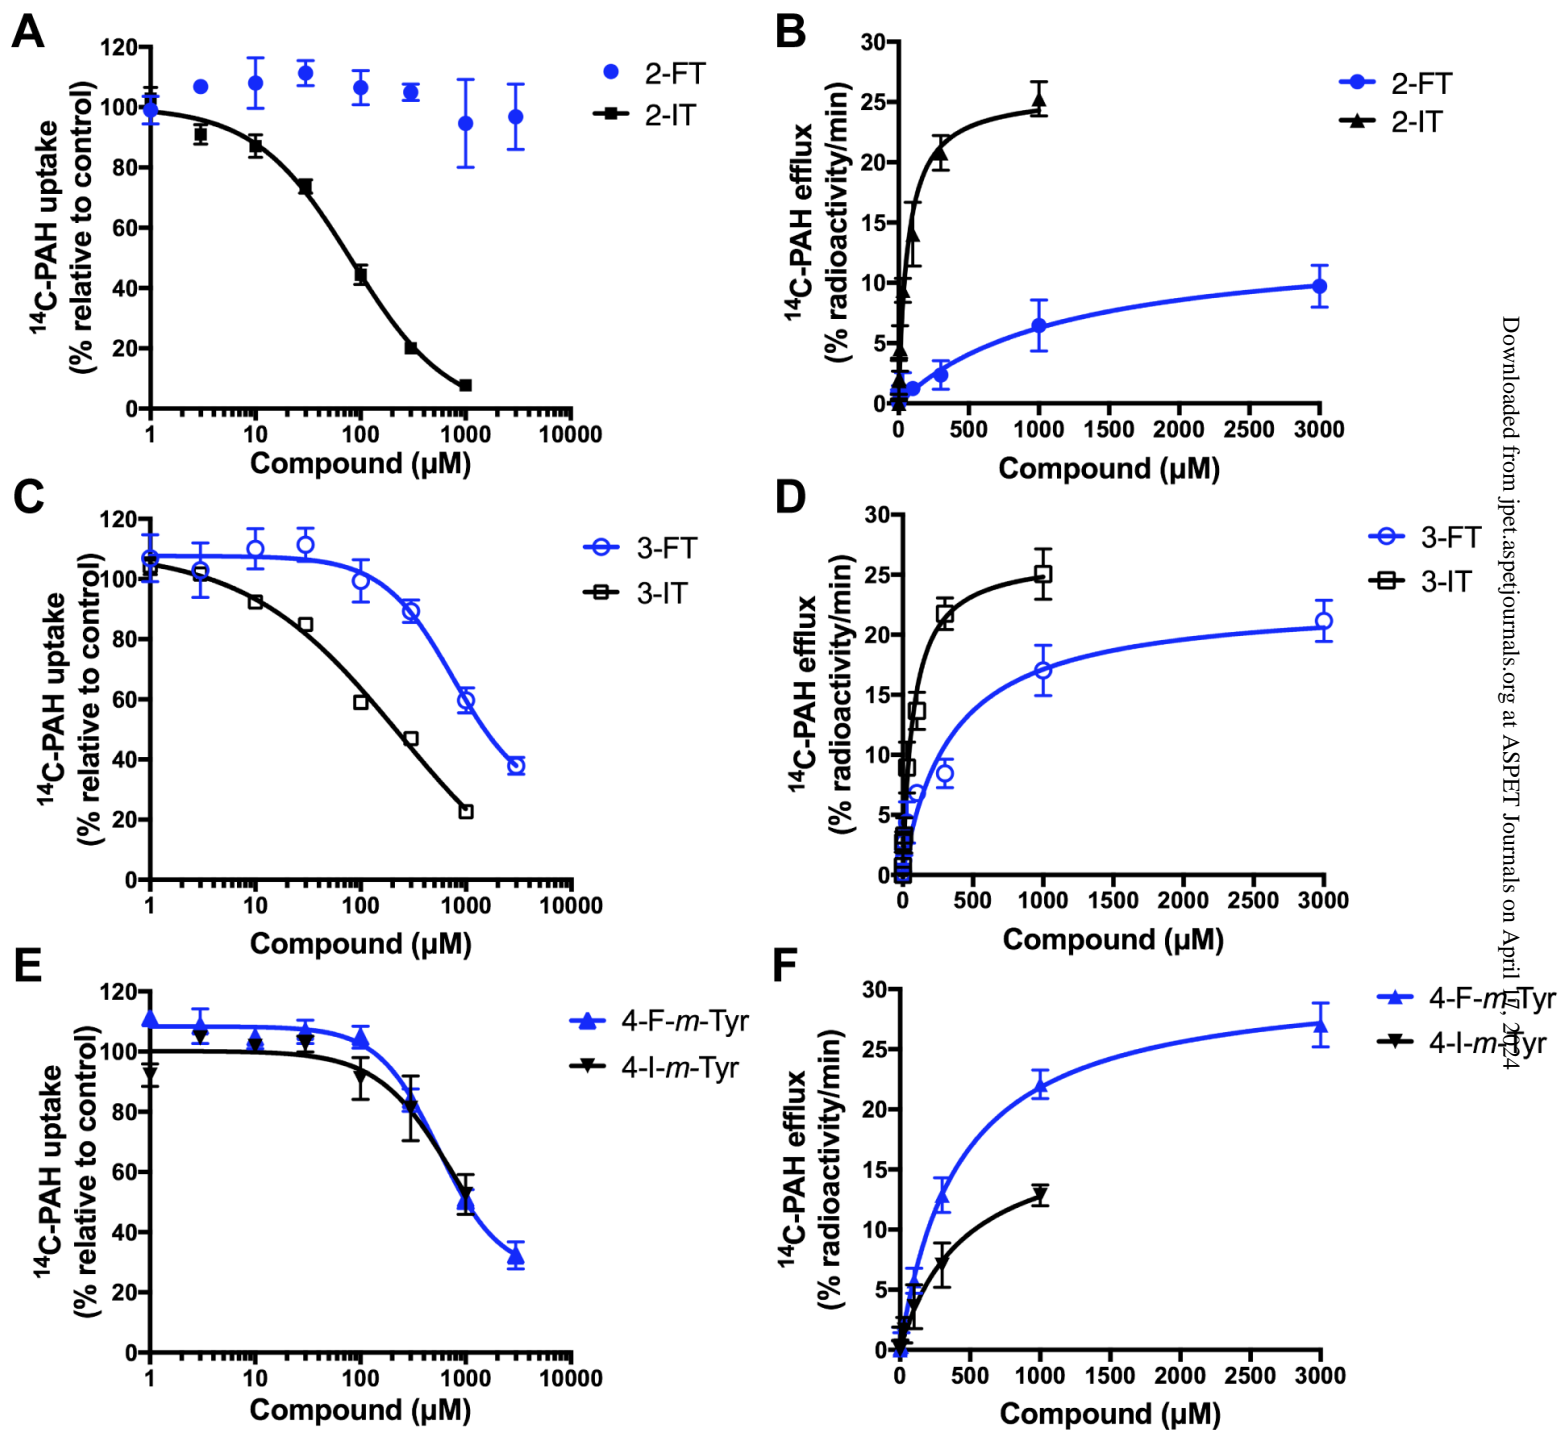 A
120
100
80
60
40
20
0
1
10
100
1000
10000
14C-PAH uptake
(% relative to control)
Compound (µM)
2-FT
2-IT
B
30
25
20
15
10
5
0
0
500
1000
1500
2000
2500
3000
14C-PAH efflux
(% radioactivity/min)
Compound (µM)
2-FT
2-IT
C
120
100
80
60
40
20
0
1
10
100
1000
10000
14C-PAH uptake
(% relative to control)
Compound (µM)
3-FT
3-IT
D
30
25
20
15
10
5
0
0
500
1000
1500
2000
2500
3000
14C-PAH efflux
(% radioactivity/min)
Compound (µM)
3-FT
3-IT
E
120
100
80
60
40
20
0
1
10
100
1000
10000
14C-PAH uptake
(% relative to control)
Compound (µM)
4-F-m-Tyr
4-I-m-Tyr
F
30
25
20
15
10
5
0
0
500
1000
1500
2000
2500
3000
14C-PAH efflux
(% radioactivity/min)
Compound (µM)
4-F-m-Tyr
4-I-m-Tyr
Downloaded from jpet.aspetjournals.org at ASPET Journals on April 17, 2024